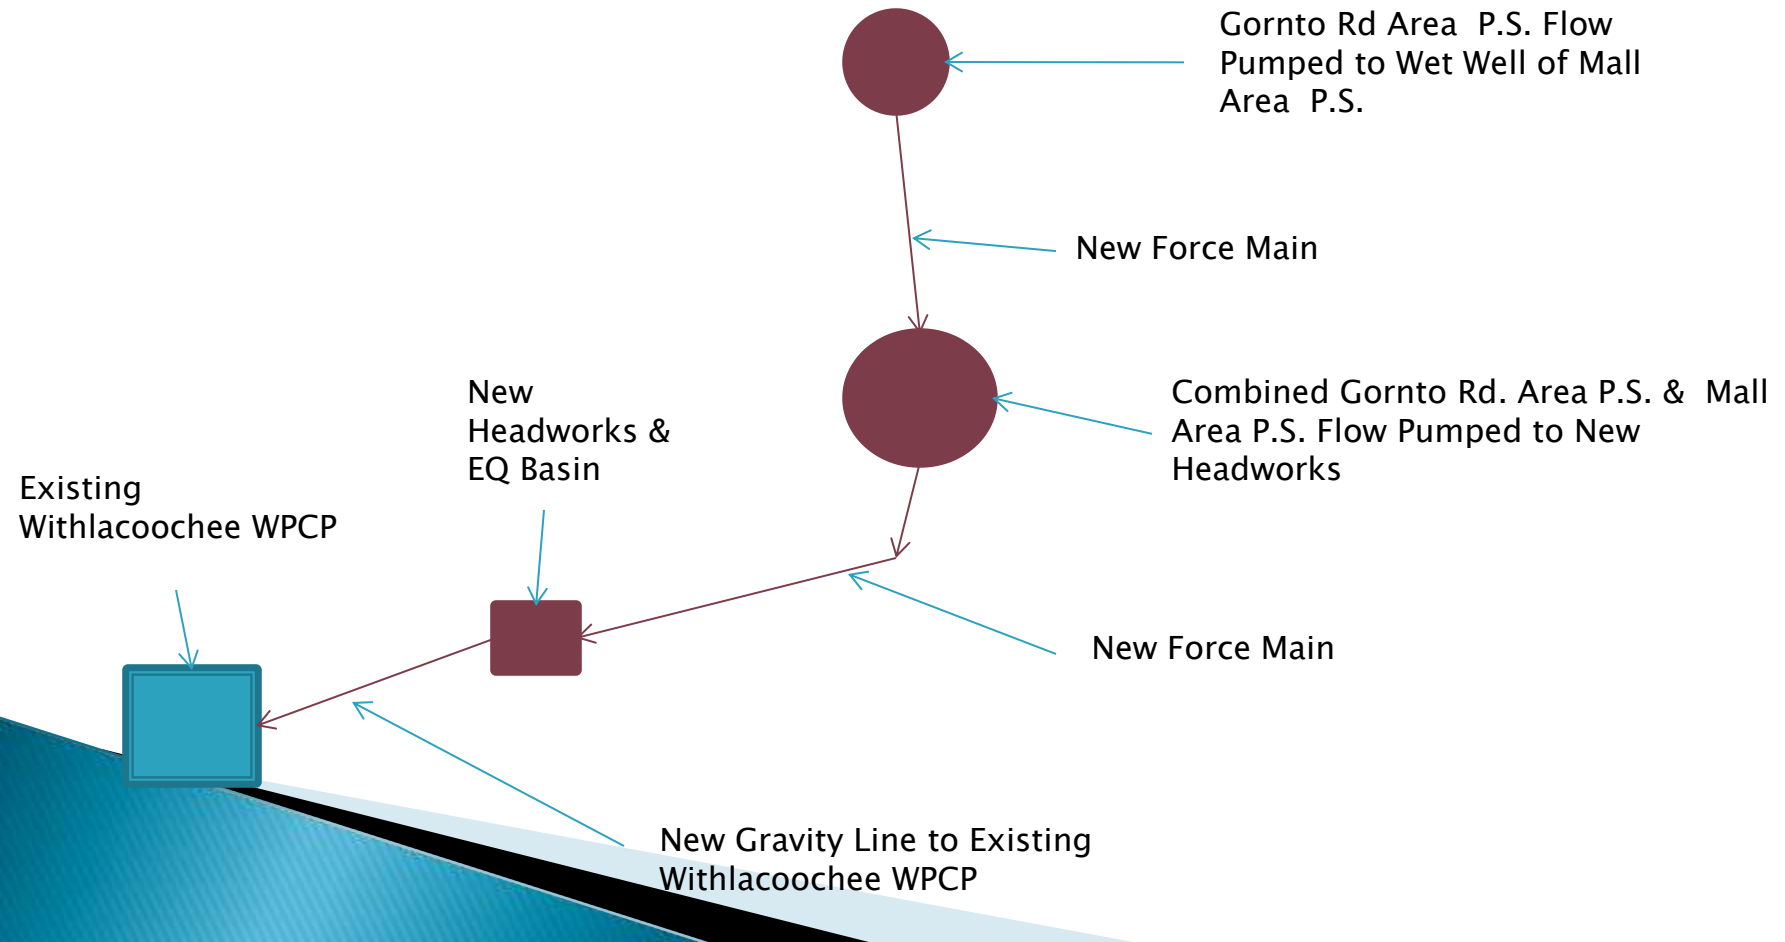 Gornto Rd Area  P.S. Flow
Pumped to Wet Well of Mall
Area  P.S.
New Force Main
New
Headworks &
EQ Basin
Combined Gornto Rd. Area P.S. &  Mall
Area P.S. Flow Pumped to New
Headworks
Existing
Withlacoochee WPCP
New Force Main
New Gravity Line to Existing
Withlacoochee WPCP